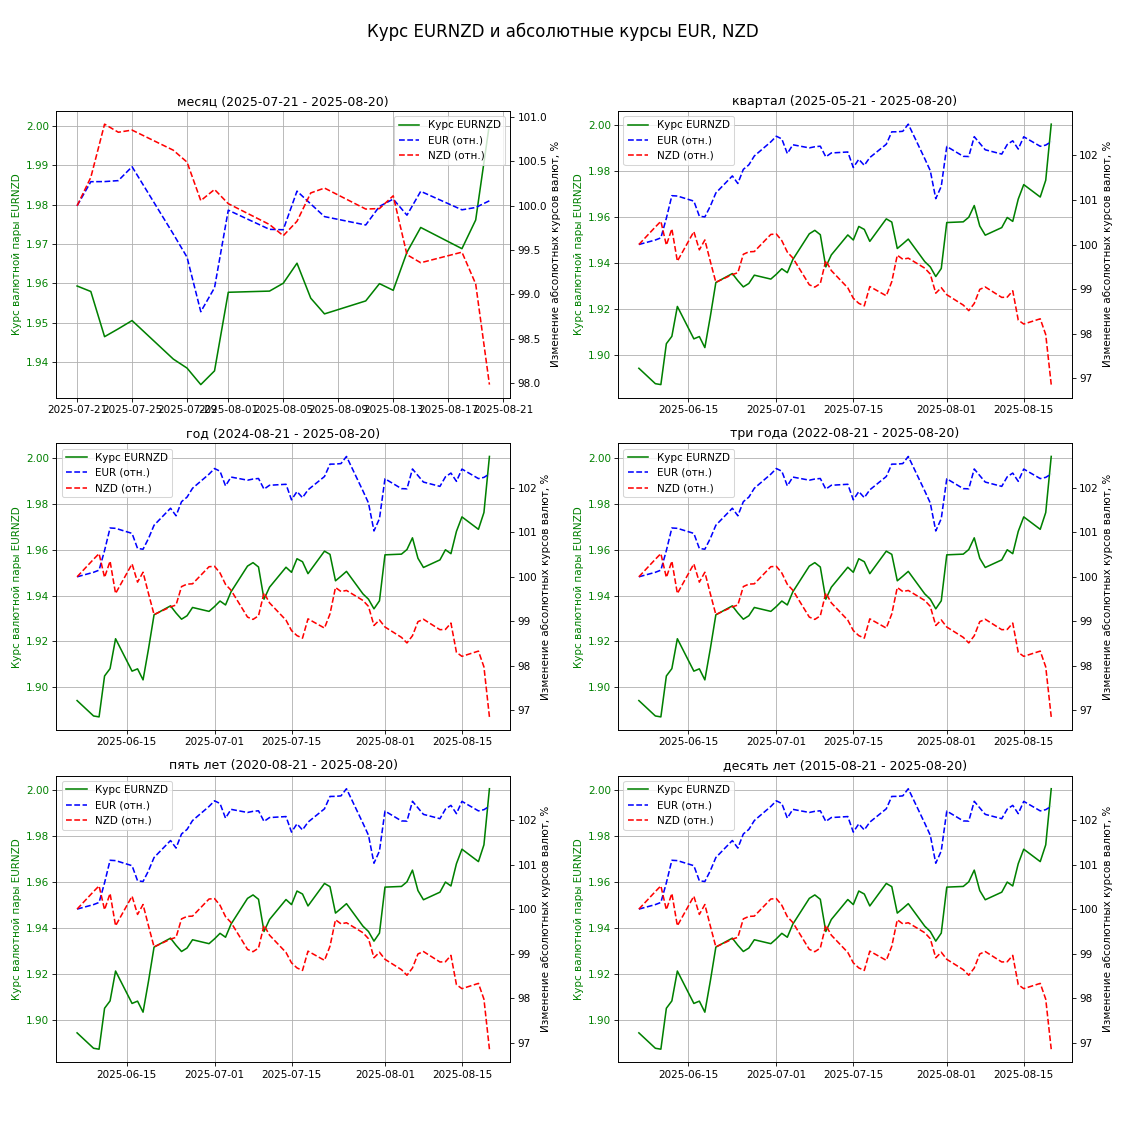 Курс EURNZD и абсолютные курсы EUR, NZD
месяц (2025-07-21 - 2025-08-20)
Курс валютной пары EURNZD
2.00
1.99
1.98
1.97
1.96
1.95
1.94
Курс EURNZD
EUR (отн.)
NZD (отн.)
101.0
100.5
100.0
99.5
99.0
98.5
98.0
Изменение абсолютных курсов валют, %
2025-07-21 2025-07-25 2025-07-29 2025-08-01 2025-08-05 2025-08-09 2025-08-13 2025-08-17 2025-08-21
квартал (2025-05-21 - 2025-08-20)
Курс валютной пары EURNZD
2.00
1.98
1.96
1.94
1.92
1.90
Курс EURNZD
EUR (отн.)
NZD (отн.)
102
101
100
99
98
97
Изменение абсолютных курсов валют, %
2025-06-15 2025-07-01 2025-07-15 2025-08-01 2025-08-15
год (2024-08-21 - 2025-08-20)
Курс валютной пары EURNZD
2.00
1.98
1.96
1.94
1.92
1.90
Курс EURNZD
EUR (отн.)
NZD (отн.)
102
101
100
99
98
97
Изменение абсолютных курсов валют, %
2025-06-15 2025-07-01 2025-07-15 2025-08-01 2025-08-15
три года (2022-08-21 - 2025-08-20)
Курс валютной пары EURNZD
2.00
1.98
1.96
1.94
1.92
1.90
Курс EURNZD
EUR (отн.)
NZD (отн.)
102
101
100
99
98
97
Изменение абсолютных курсов валют, %
2025-06-15 2025-07-01 2025-07-15 2025-08-01 2025-08-15
пять лет (2020-08-21 - 2025-08-20)
Курс валютной пары EURNZD
2.00
1.98
1.96
1.94
1.92
1.90
Курс EURNZD
EUR (отн.)
NZD (отн.)
102
101
100
99
98
97
Изменение абсолютных курсов валют, %
2025-06-15 2025-07-01 2025-07-15 2025-08-01 2025-08-15
десять лет (2015-08-21 - 2025-08-20)
Курс валютной пары EURNZD
2.00
1.98
1.96
1.94
1.92
1.90
Курс EURNZD
EUR (отн.)
NZD (отн.)
102
101
100
99
98
97
Изменение абсолютных курсов валют, %
2025-06-15 2025-07-01 2025-07-15 2025-08-01 2025-08-15